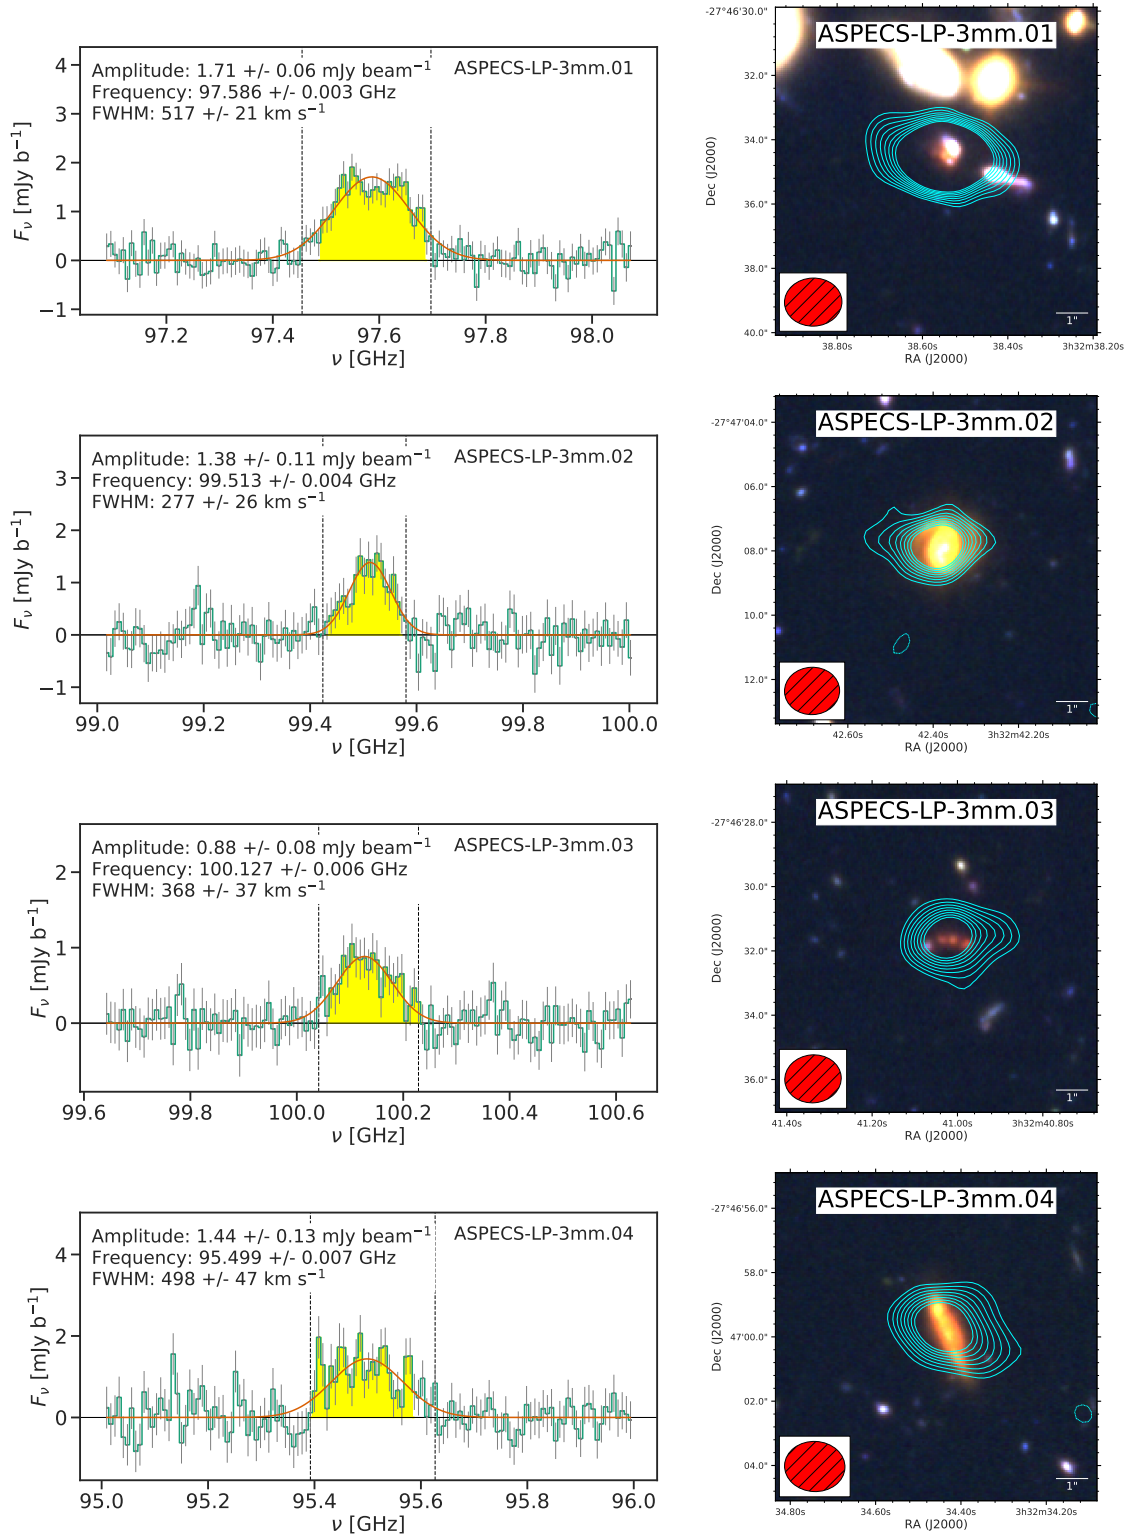 Amplitude: 1.71 +/- 0.06 mJy beam⁻¹ ASPECS-LP-3mm.01
Frequency: 97.586 +/- 0.003 GHz
FWHM: 517 +/- 21 km s⁻¹
4
3
2
1
0
−1
Fν [mJy b⁻¹]
97.2 97.4 97.6 97.8 98.0
ν [GHz]
ASPECS-LP-3mm.01
-27°46'30.0"
32.0"
34.0"
36.0"
38.0"
40.0"
Dec (J2000)
1"
38.80s 38.60s 38.40s 3h32m38.20s
RA (J2000)
Amplitude: 1.38 +/- 0.11 mJy beam⁻¹ ASPECS-LP-3mm.02
Frequency: 99.513 +/- 0.004 GHz
FWHM: 277 +/- 26 km s⁻¹
3
2
1
0
−1
Fν [mJy b⁻¹]
99.0 99.2 99.4 99.6 99.8 100.0
ν [GHz]
ASPECS-LP-3mm.02
-27°47'04.0"
06.0"
08.0"
10.0"
12.0"
Dec (J2000)
1"
42.60s 42.40s 3h32m42.20s
RA (J2000)
Amplitude: 0.88 +/- 0.08 mJy beam⁻¹ ASPECS-LP-3mm.03
Frequency: 100.127 +/- 0.006 GHz
FWHM: 368 +/- 37 km s⁻¹
2
1
0
Fν [mJy b⁻¹]
99.6 99.8 100.0 100.2 100.4 100.6
ν [GHz]
ASPECS-LP-3mm.03
-27°46'28.0"
30.0"
32.0"
34.0"
36.0"
Dec (J2000)
1"
41.40s 41.20s 41.00s 3h32m40.80s
RA (J2000)
Amplitude: 1.44 +/- 0.13 mJy beam⁻¹ ASPECS-LP-3mm.04
Frequency: 95.499 +/- 0.007 GHz
FWHM: 498 +/- 47 km s⁻¹
4
2
0
Fν [mJy b⁻¹]
95.0 95.2 95.4 95.6 95.8 96.0
ν [GHz]
ASPECS-LP-3mm.04
-27°46'56.0"
58.0"
47'00.0"
02.0"
04.0"
Dec (J2000)
1"
34.80s 34.60s 34.40s 3h32m34.20s
RA (J2000)